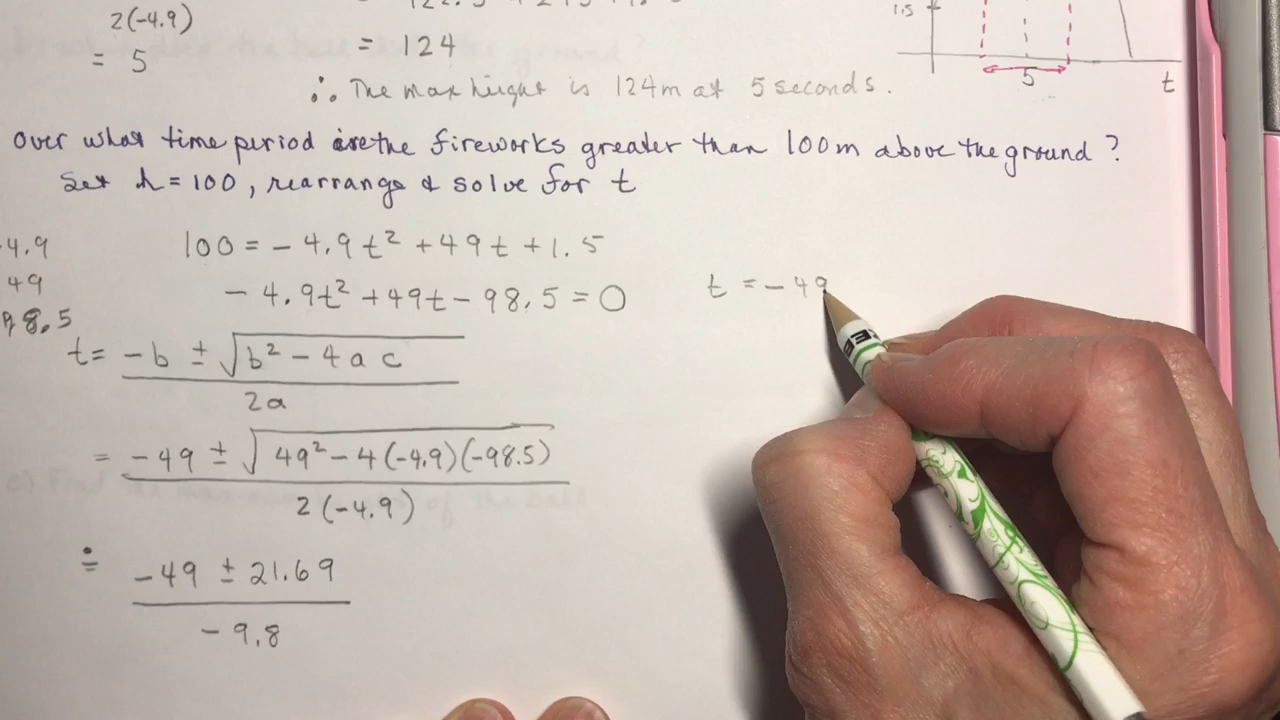 2(-4.9)
= 5
= 124
∴ The max height is 124m at 5 seconds.
1.5
5
t
Over what time period are the fireworks greater than 100m above the ground?
Set h = 100, rearrange & solve for t
-4.9
49
98.5
100 = - 4.9t² + 49t + 1.5
- 4.9t² + 49t - 98.5 = 0
t = -b ± √b² - 4ac
2a
= -49 ± √49² - 4(-4.9)(-98.5)
2(-4.9)
≐ -49 ± 21.69
-9.8
t = -49